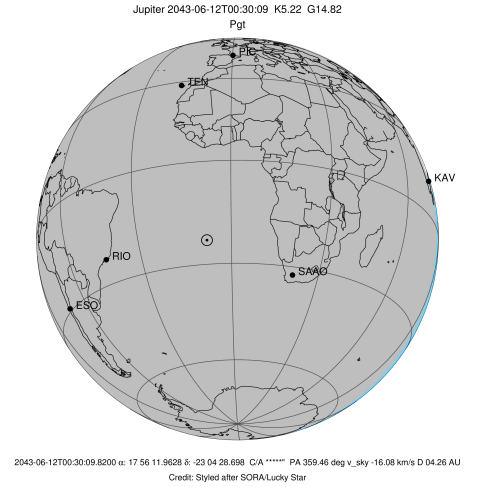 Jupiter 2043-06-12T00:30:09 K5.22 G14.82
Pgt
PIC
TEN
KAV
RIO
SAAO
ESO
2043-06-12T00:30:09.8200 α: 17 56 11.9628 δ: -23 04 28.698 C/A *****" PA 359.46 deg v_sky -16.08 km/s D 04.26 AU
Credit: Styled after SORA/Lucky Star